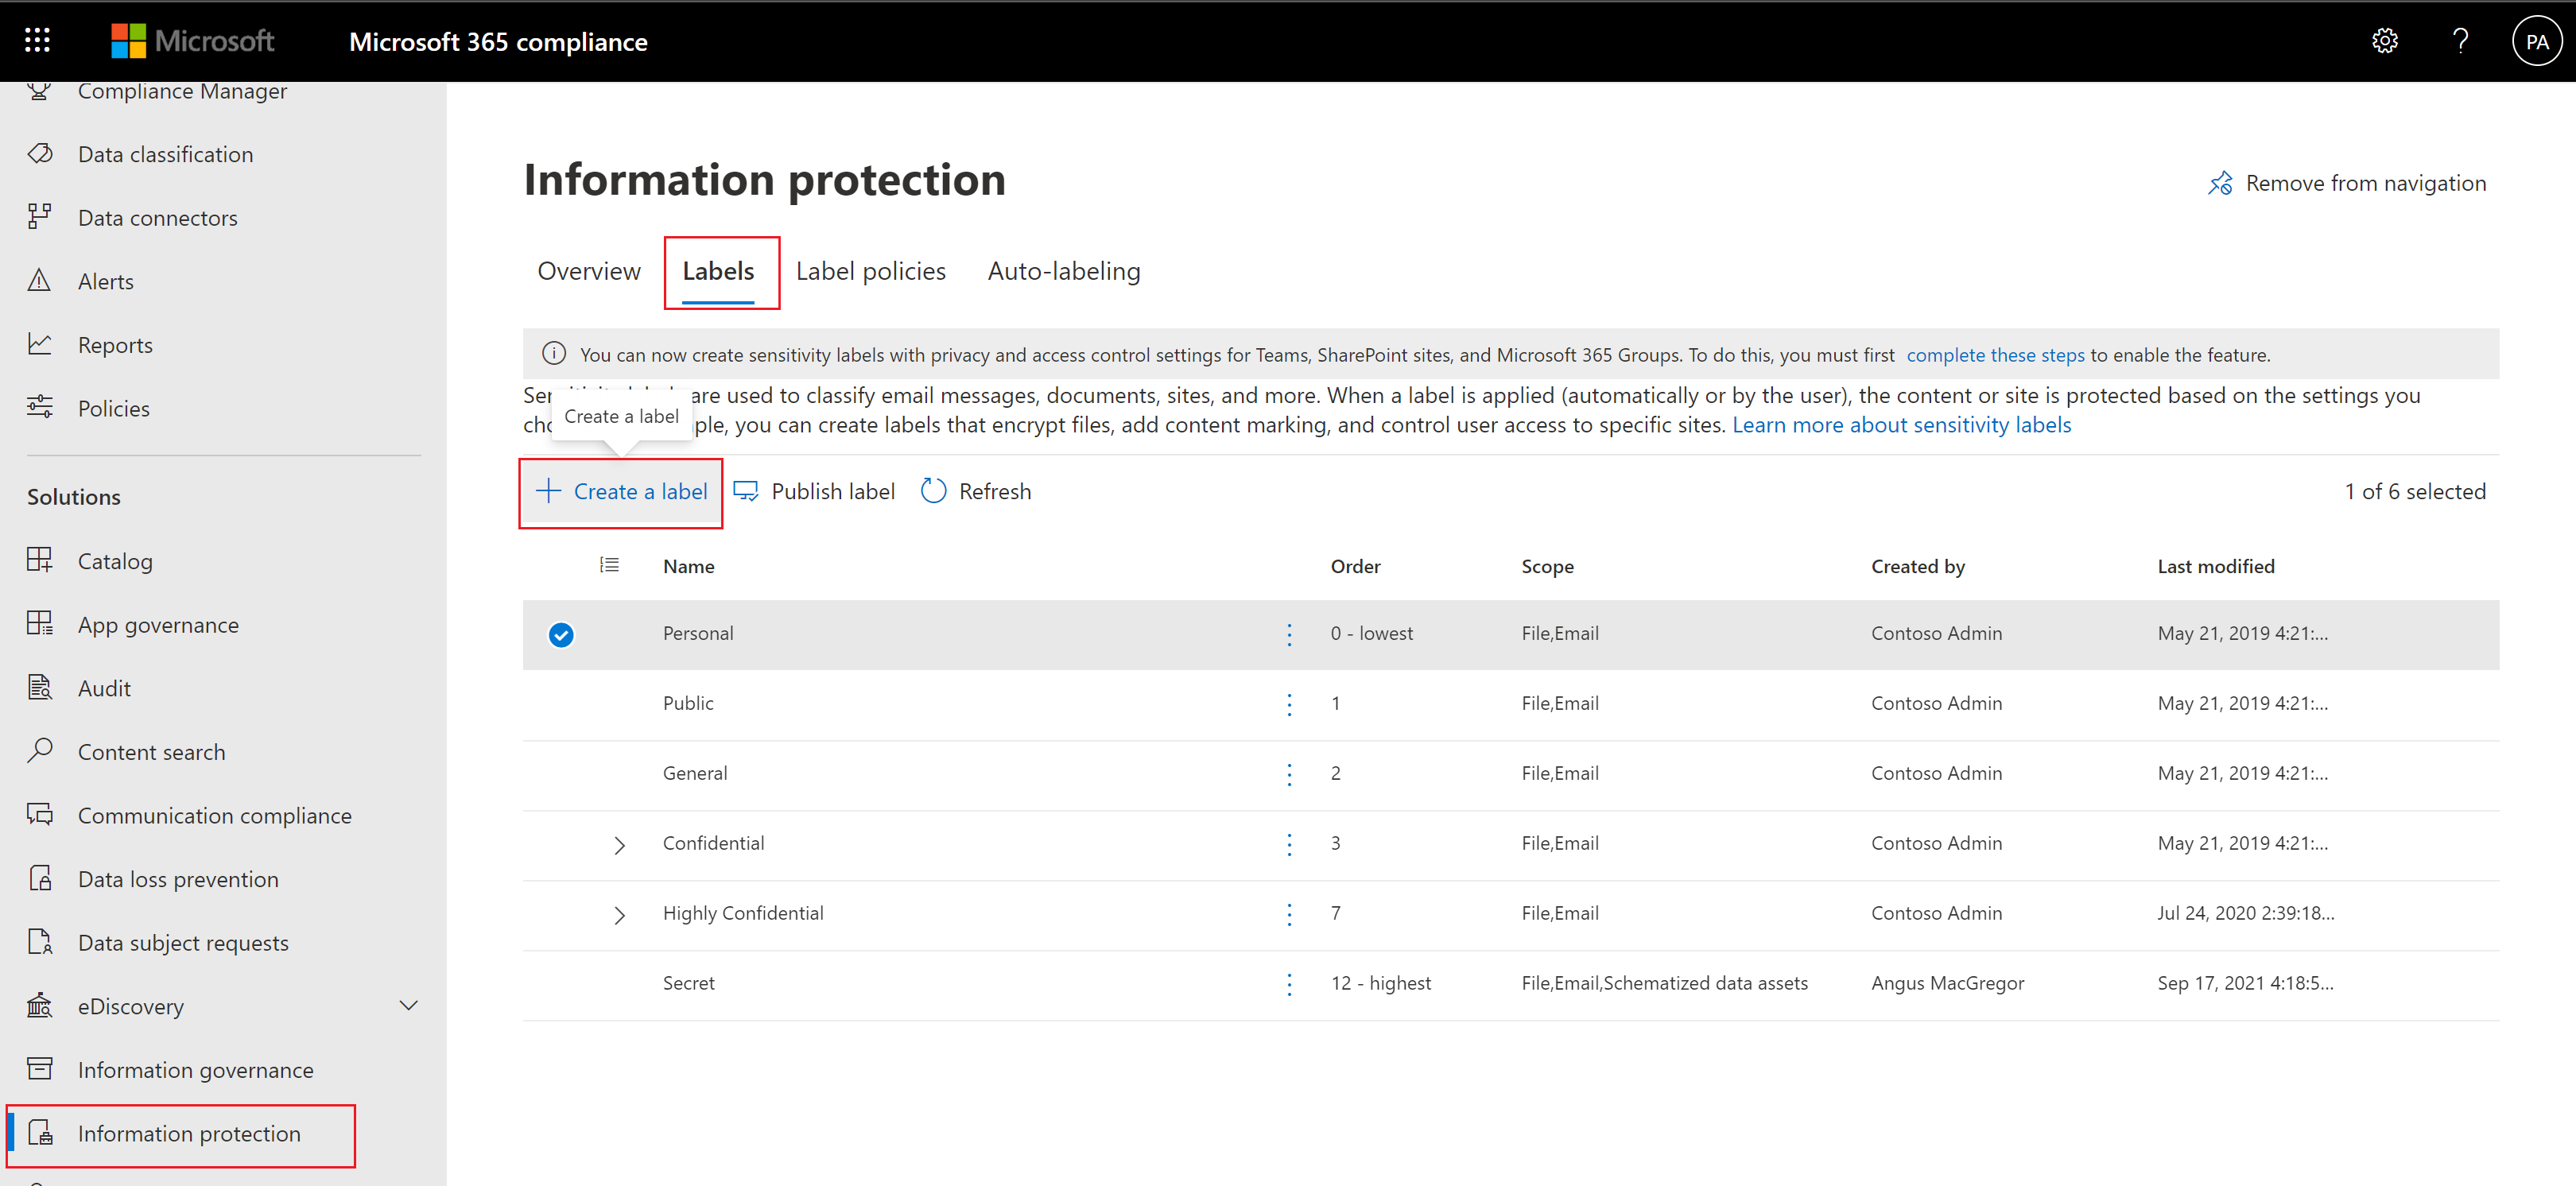 Microsoft
Microsoft 365 compliance
PA
Compliance Manager
Data classification
Data connectors
Alerts
Reports
Policies
Solutions
Catalog
App governance
Audit
Content search
Communication compliance
Data loss prevention
Data subject requests
eDiscovery
Information governance
Information protection
Information protection
Remove from navigation
Overview Labels Label policies Auto-labeling
You can now create sensitivity labels with privacy and access control settings for Teams, SharePoint sites, and Microsoft 365 Groups. To do this, you must first complete these steps to enable the feature.
are used to classify email messages, documents, sites, and more. When a label is applied (automatically or by the user), the content or site is protected based on the settings you
you can create labels that encrypt files, add content marking, and control user access to specific sites. Learn more about sensitivity labels
Create a label
Create a label Publish label Refresh 1 of 6 selected
Name Order Scope Created by Last modified
Personal 0 - lowest File,Email Contoso Admin May 21, 2019 4:21:...
Public 1 File,Email Contoso Admin May 21, 2019 4:21:...
General 2 File,Email Contoso Admin May 21, 2019 4:21:...
Confidential 3 File,Email Contoso Admin May 21, 2019 4:21:...
Highly Confidential 7 File,Email Contoso Admin Jul 24, 2020 2:39:18...
Secret 12 - highest File,Email,Schematized data assets Angus MacGregor Sep 17, 2021 4:18:5...